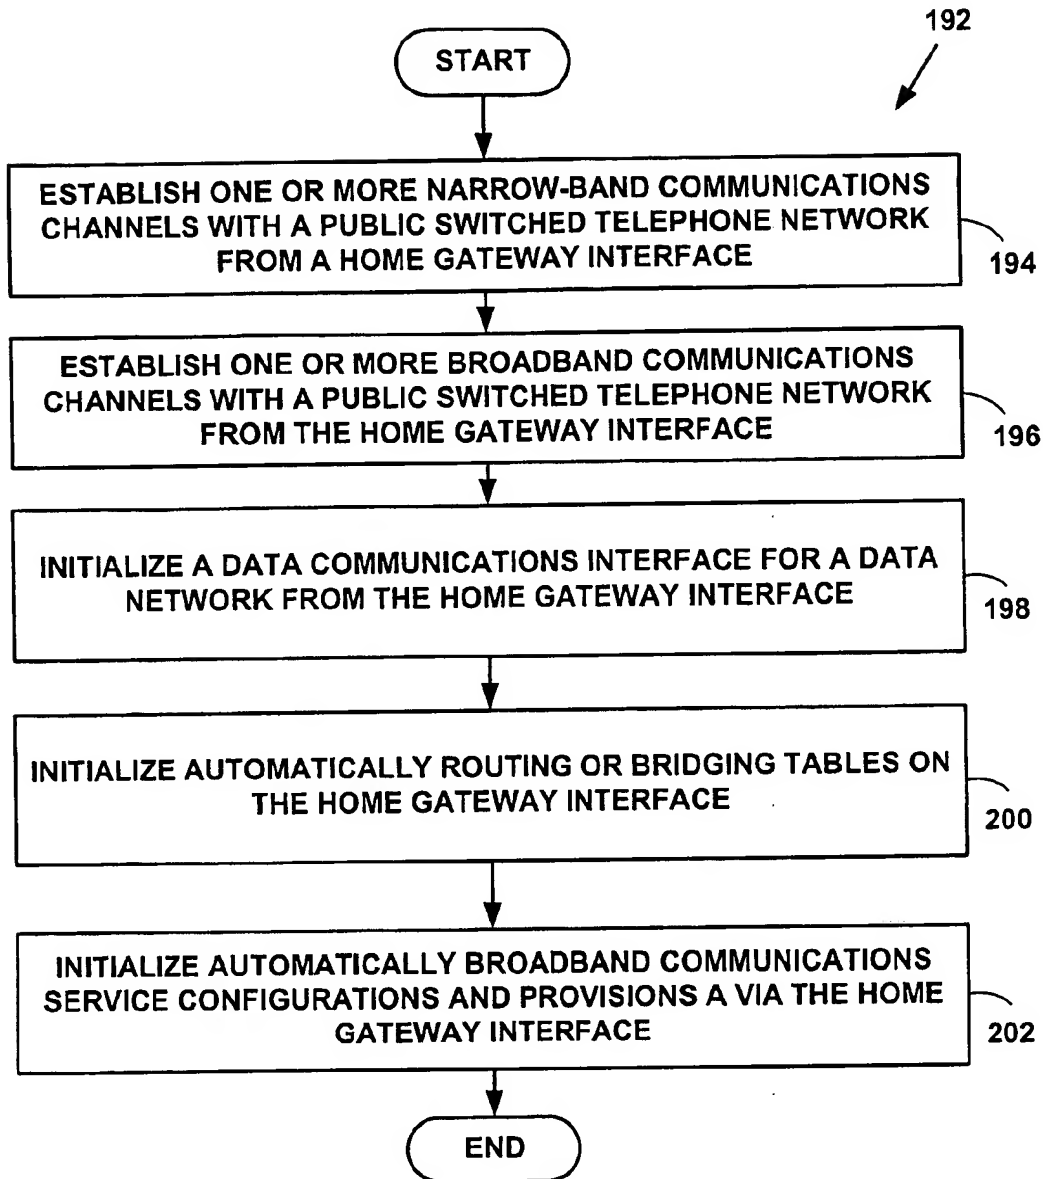 192
START
ESTABLISH ONE OR MORE NARROW-BAND COMMUNICATIONS
CHANNELS WITH A PUBLIC SWITCHED TELEPHONE NETWORK
FROM A HOME GATEWAY INTERFACE
194
ESTABLISH ONE OR MORE BROADBAND COMMUNICATIONS
CHANNELS WITH A PUBLIC SWITCHED TELEPHONE NETWORK
FROM THE HOME GATEWAY INTERFACE
196
INITIALIZE A DATA COMMUNICATIONS INTERFACE FOR A DATA
NETWORK FROM THE HOME GATEWAY INTERFACE
198
INITIALIZE AUTOMATICALLY ROUTING OR BRIDGING TABLES ON
THE HOME GATEWAY INTERFACE
200
INITIALIZE AUTOMATICALLY BROADBAND COMMUNICATIONS
SERVICE CONFIGURATIONS AND PROVISIONS A VIA THE HOME
GATEWAY INTERFACE
202
END